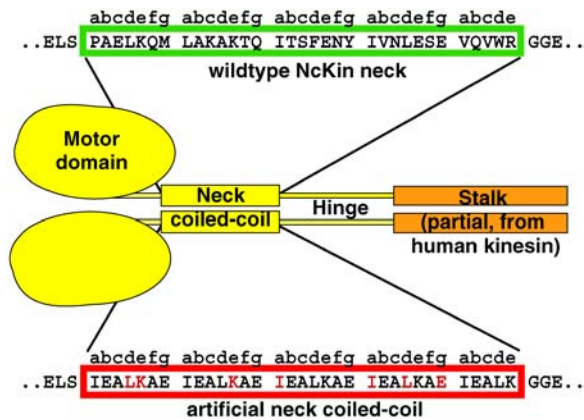 abcdefg abcdefg abcdefg abcdefg abcde
..ELS PAELKQM LAKAKTQ ITSFENY IVNLESE VQVWR GGE..
wildtype NcKin neck
Motor
domain
Neck
Stalk
coiled-coil
Hinge
(partial, from
human kinesin)
abcdefg abcdefg abcdefg abcdefg abcde
..ELS IEALKAE IEALKAE IEALKAE IEALKAE IEALK GGE..
artificial neck coiled-coil